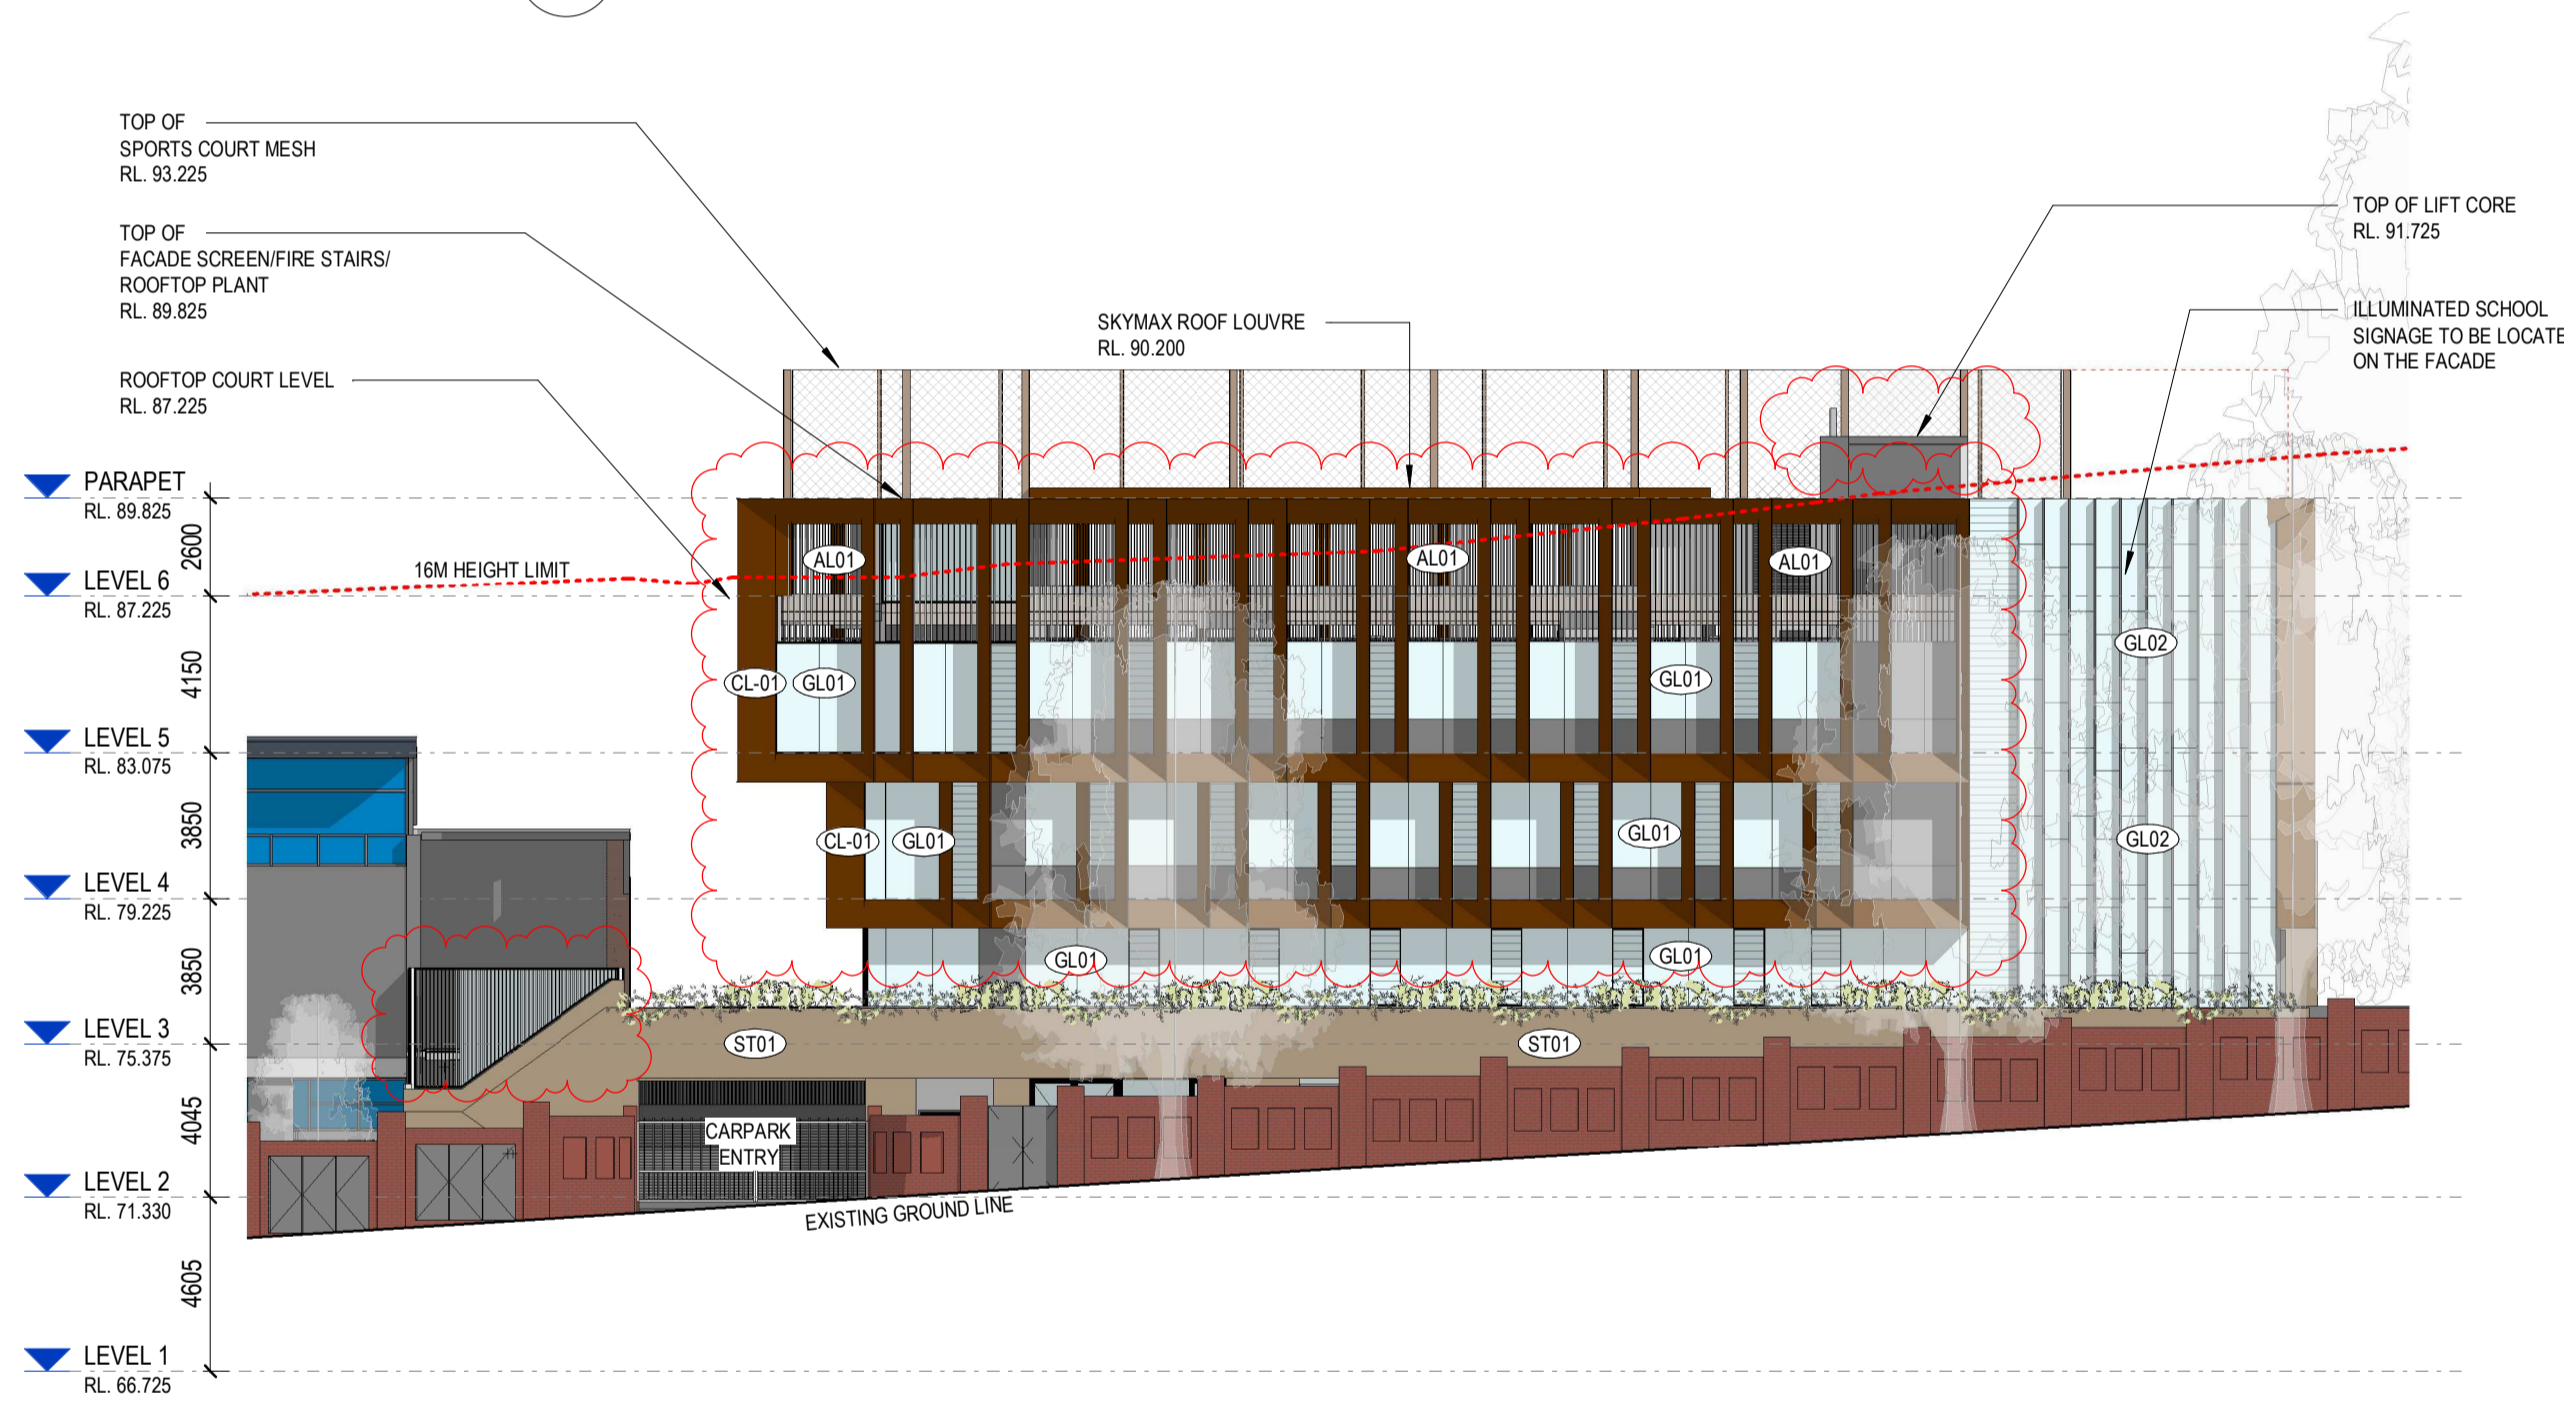 TOP OF
SPORTS COURT MESH
RL. 93.225
TOP OF
FACADE SCREEN/FIRE STAIRS/
ROOFTOP PLANT
RL. 89.825
ROOFTOP COURT LEVEL
RL. 87.225
SKYMAX ROOF LOUVRE
RL. 90.200
TOP OF LIFT CORE
RL. 91.725
ILLUMINATED SCHOOL
SIGNAGE TO BE LOCATE
ON THE FACADE
PARAPET
RL. 89.825
2600
LEVEL 6
RL. 87.225
4150
LEVEL 5
RL. 83.075
3850
LEVEL 4
RL. 79.225
3850
LEVEL 3
RL. 75.375
4045
LEVEL 2
RL. 71.330
4605
LEVEL 1
RL. 66.725
16M HEIGHT LIMIT
AL01
AL01
AL01
CL-01
GL01
GL01
GL02
CL-01
GL01
GL01
GL02
GL01
GL01
ST01
ST01
CARPARK
ENTRY
EXISTING GROUND LINE